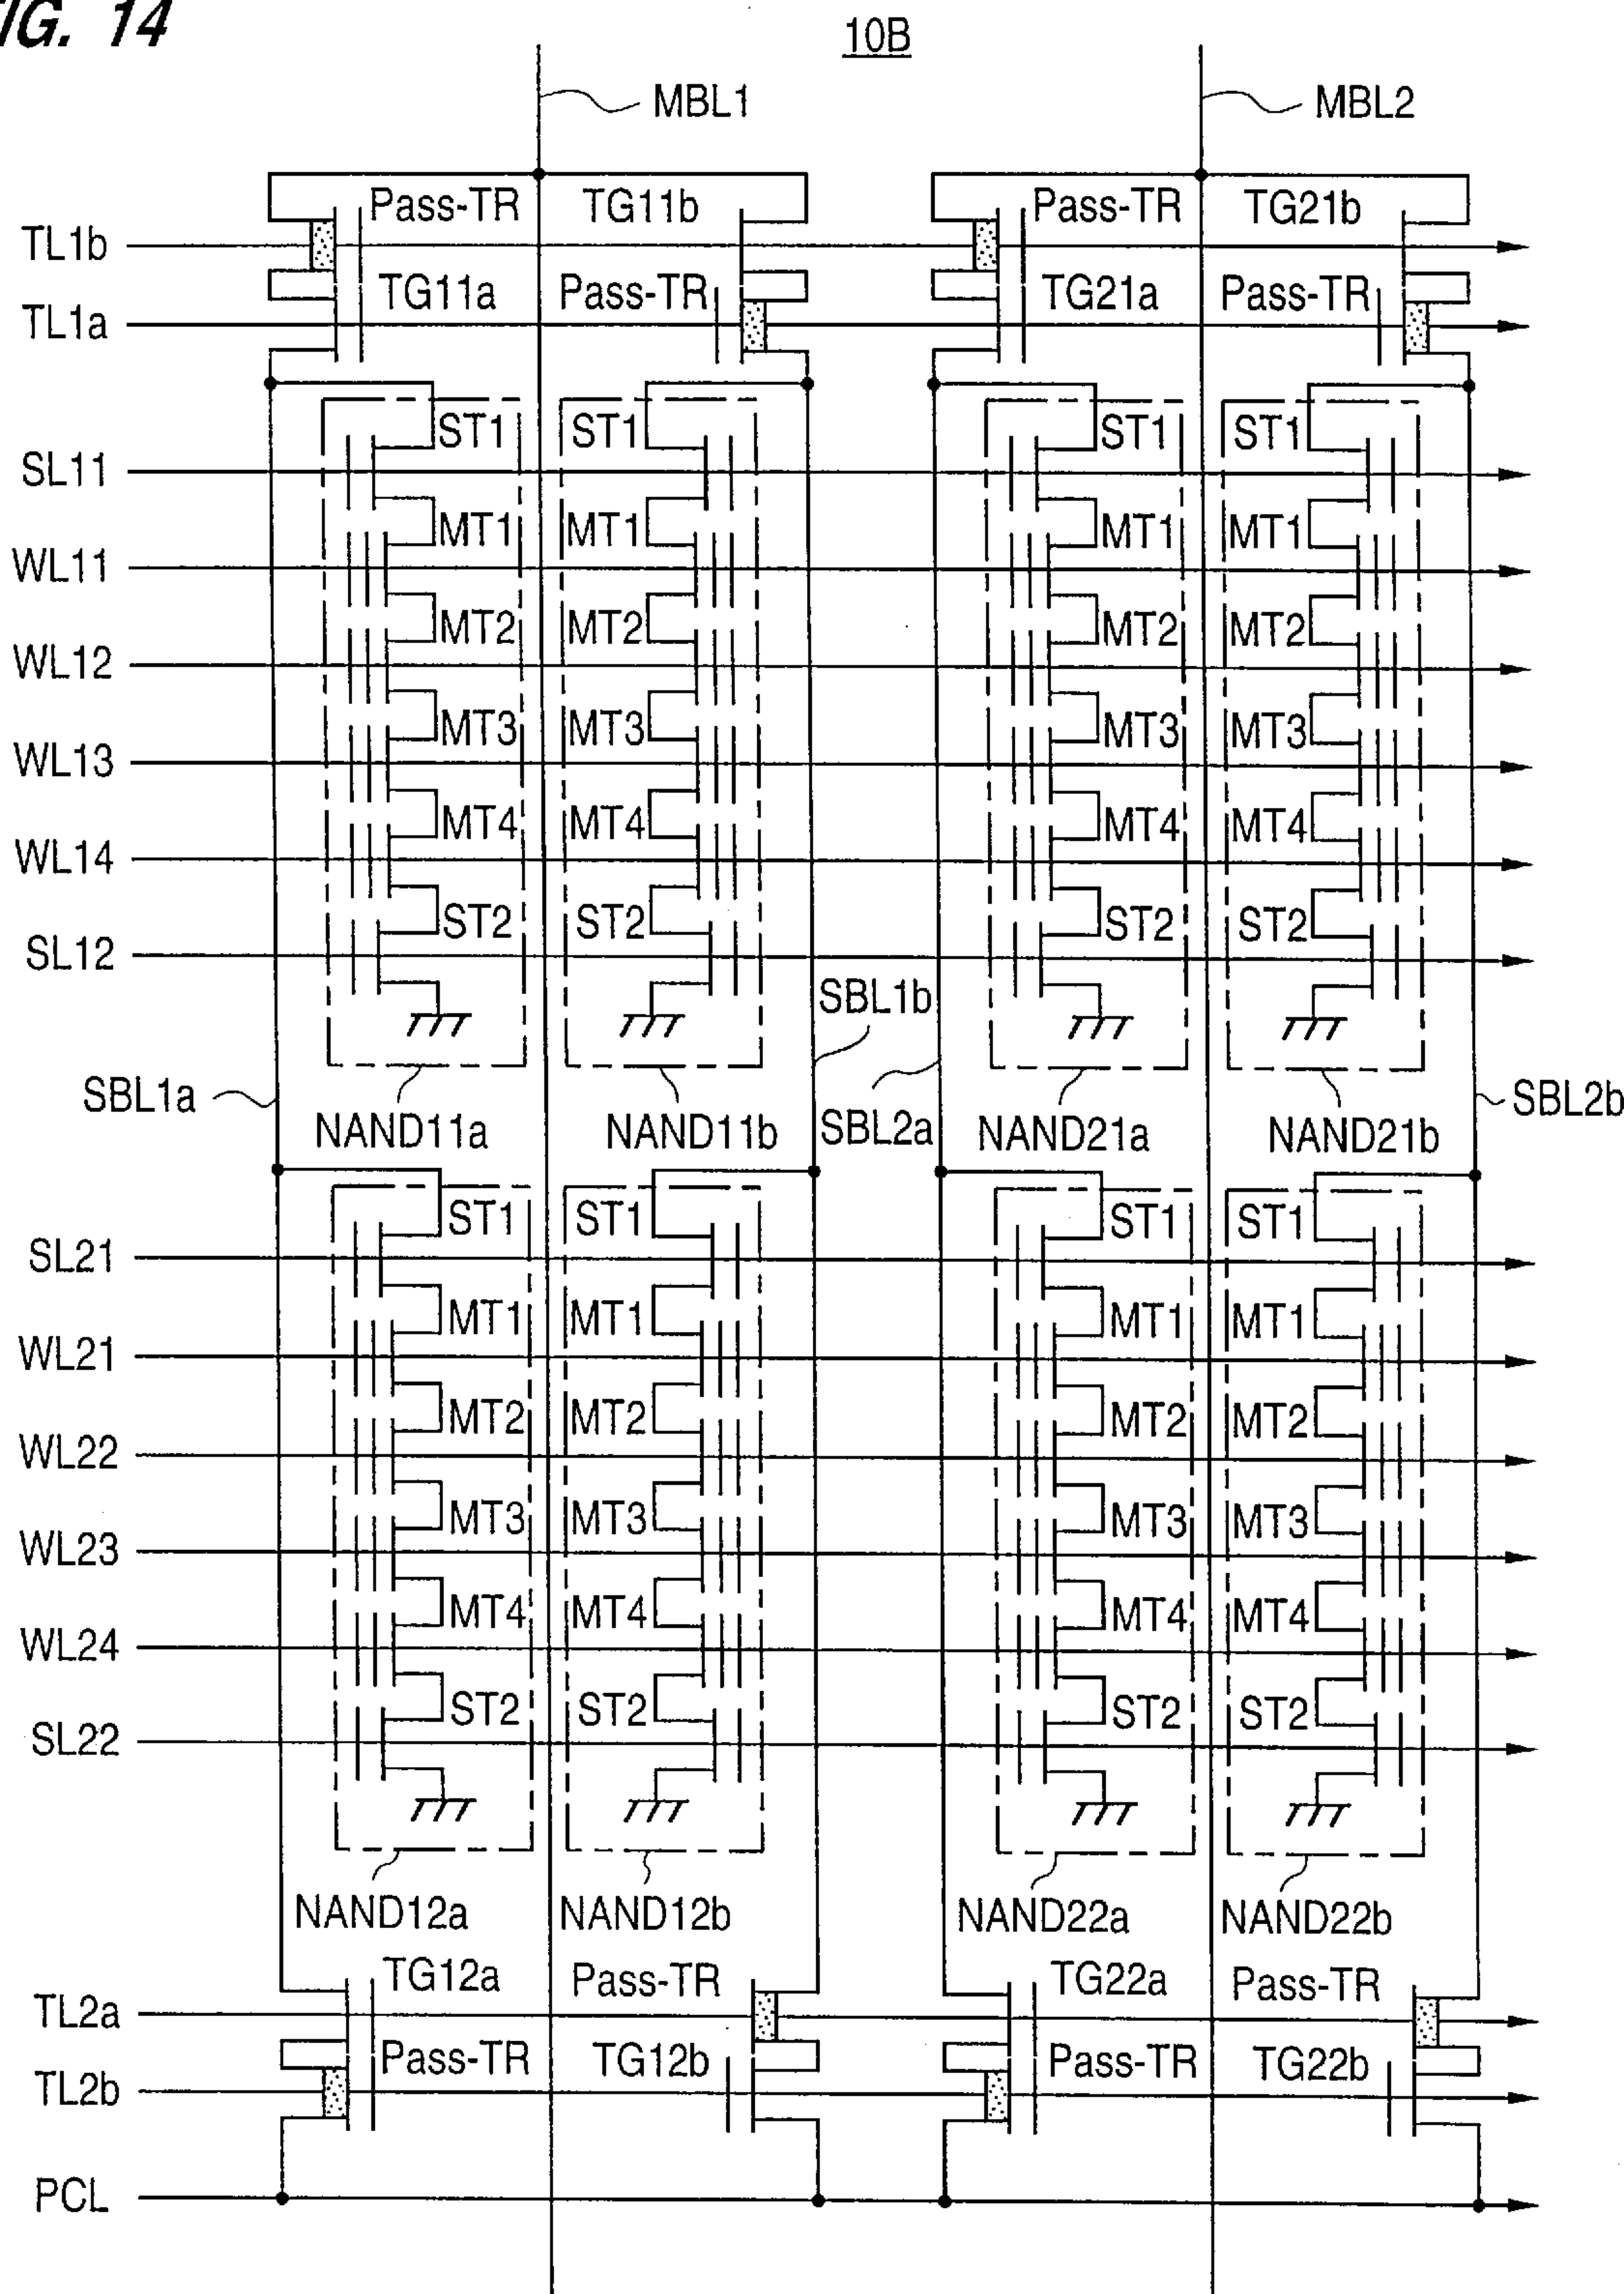 FIG. 14
10B
MBL1 MBL2
Pass-TR TG11b Pass-TR TG21b
TL1b
TG11a Pass-TR TG21a Pass-TR
TL1a
ST1 ST1 ST1 ST1
SL11
MT1 MT1 MT1 MT1
WL11
MT2 MT2 MT2 MT2
WL12
MT3 MT3 MT3 MT3
WL13
MT4 MT4 MT4 MT4
WL14
ST2 ST2 ST2 ST2
SL12
SBL1b
SBL1a SBL2b
NAND11a NAND11b SBL2a NAND21a NAND21b
ST1 ST1 ST1 ST1
SL21
MT1 MT1 MT1 MT1
WL21
MT2 MT2 MT2 MT2
WL22
MT3 MT3 MT3 MT3
WL23
MT4 MT4 MT4 MT4
WL24
ST2 ST2 ST2 ST2
SL22
NAND12a NAND12b NAND22a NAND22b
TG12a Pass-TR TG22a Pass-TR
TL2a
Pass-TR TG12b Pass-TR TG22b
TL2b
PCL